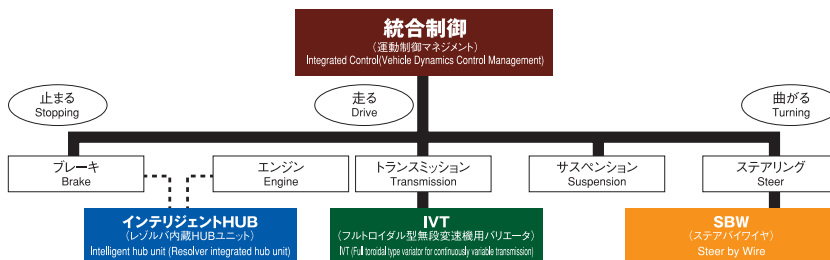 統合制御
（運動制御マネジメント）
Integrated Control(Vehicle Dynamics Control Management)
止まる
Stopping
走る
Drive
曲がる
Turning
ブレーキ
Brake
エンジン
Engine
トランスミッション
Transmission
サスペンション
Suspension
ステアリング
Steer
インテリジェントHUB
（レゾルバ内蔵HUBユニット）
Intelligent hub unit (Resolver integrated hub unit)
IVT
（フルトロイダル型無段変速機用バリエータ）
IVT (Full toroidal type variator for continuously variable transmission)
SBW
（ステアバイワイヤ）
Steer by Wire